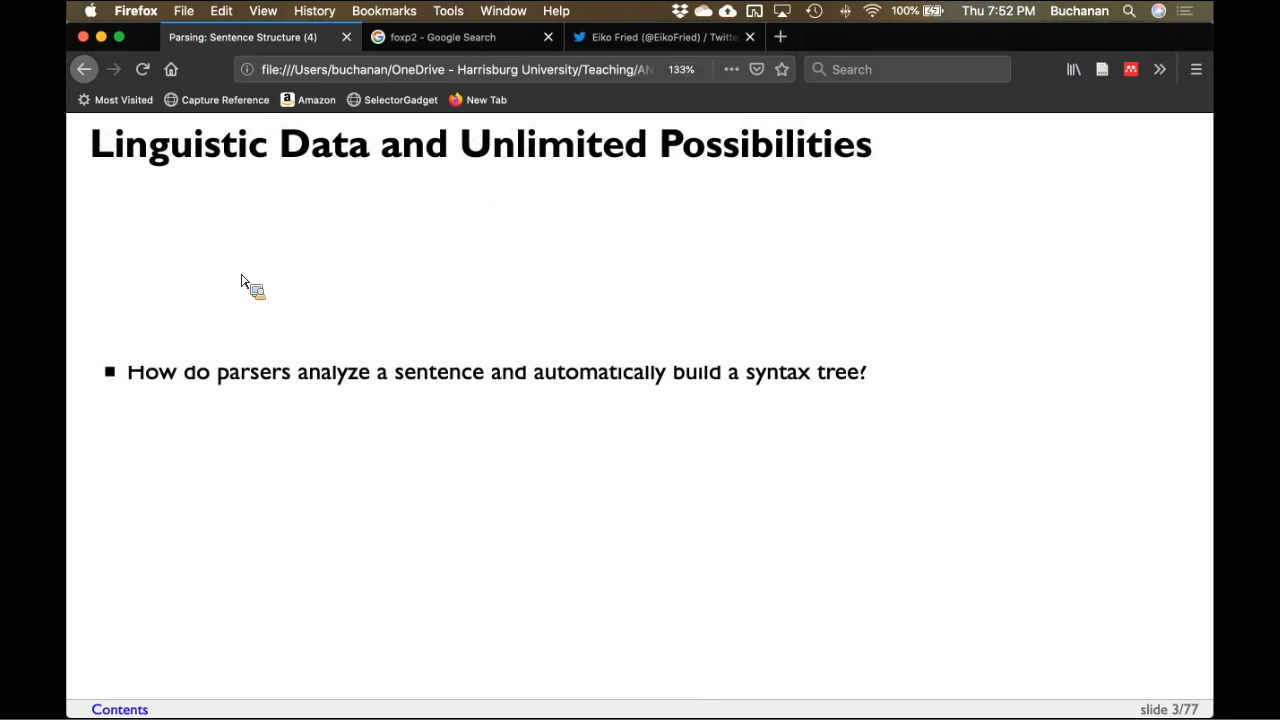 Firefox File Edit View History Bookmarks Tools Window Help 100% Thu 7:52 PM Buchanan
Parsing: Sentence Structure (4) foxp2 - Google Search Eiko Fried (@EikoFried) / Twitte
file:///Users/buchanan/OneDrive - Harrisburg University/Teaching/AN 133% Search
Most Visited Capture Reference Amazon SelectorGadget New Tab
Linguistic Data and Unlimited Possibilities
How do parsers analyze a sentence and automatically build a syntax tree?
Contents slide 3/77